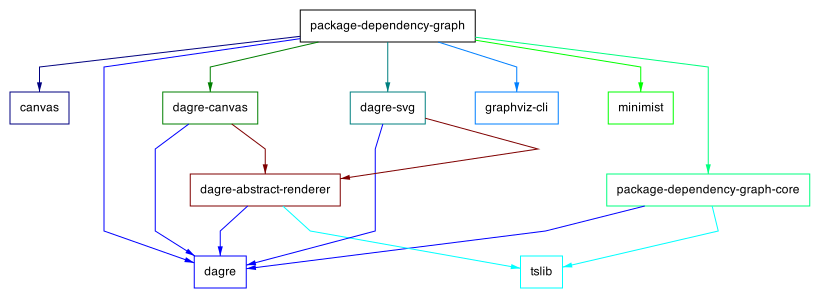 package-dependency-graph
canvas
dagre-canvas
dagre-svg
graphviz-cli
minimist
dagre-abstract-renderer
package-dependency-graph-core
dagre
tslib